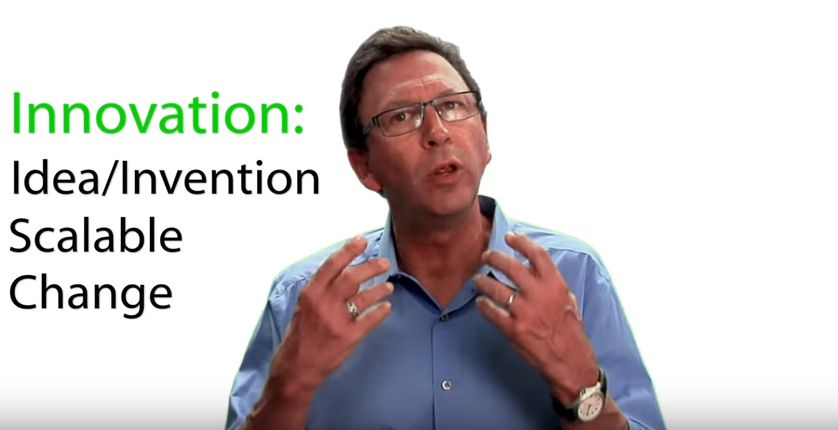 Innovation:
Idea/Invention
Scalable
Change